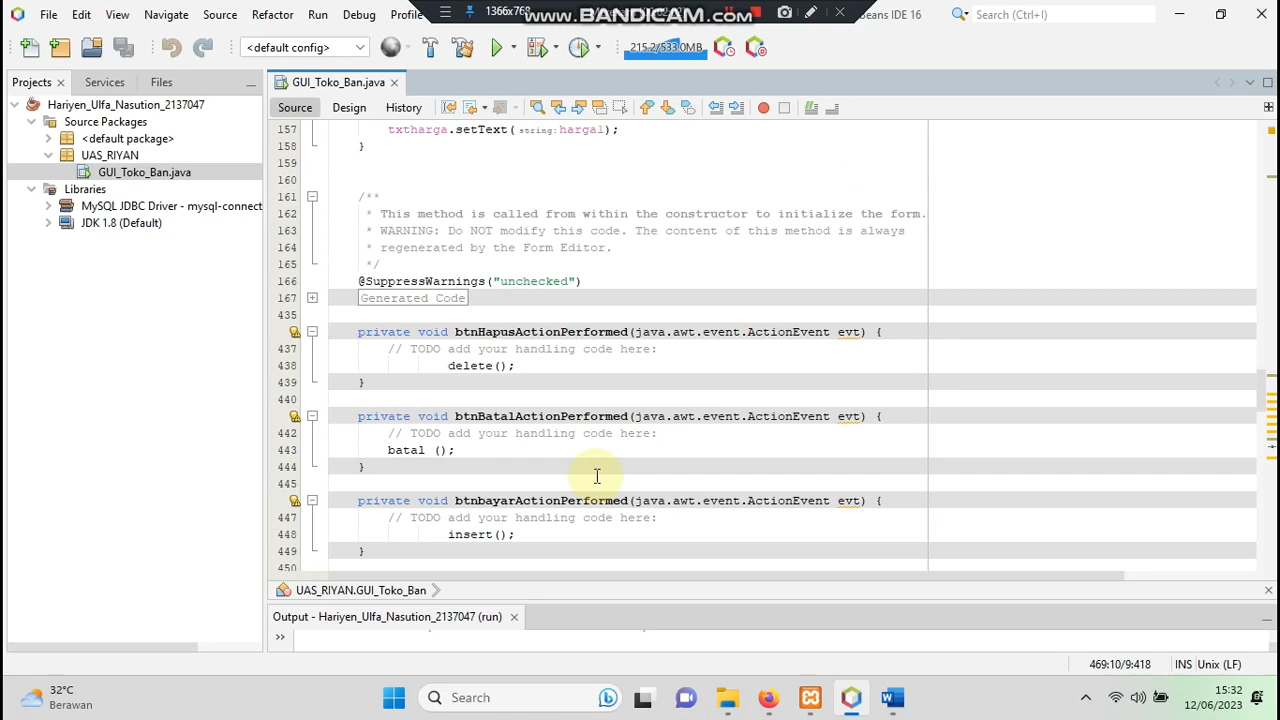 File Edit View Navigate Source Refactor Run Debug Profile
1366x768
www.BANDICAM.com
Beans IDE 16
Search (Ctrl+I)
<default config>
215.2/533.0MB
Projects Services Files
GUI_Toko_Ban.java
Source Design History
Hariyen_Ulfa_Nasution_2137047
Source Packages
<default package>
UAS_RIYAN
GUI_Toko_Ban.java
Libraries
MySQL JDBC Driver - mysql-connect
JDK 1.8 (Default)
157 txtharga.setText(string:harga1);
158 }
159
160
161 /**
162 * This method is called from within the constructor to initialize the form.
163 * WARNING: Do NOT modify this code. The content of this method is always
164 * regenerated by the Form Editor.
165 */
166 @SuppressWarnings("unchecked")
167 Generated Code
435
private void btnHapusActionPerformed(java.awt.event.ActionEvent evt) {
437 // TODO add your handling code here:
438 delete();
439 }
440
private void btnBatalActionPerformed(java.awt.event.ActionEvent evt) {
442 // TODO add your handling code here:
443 batal ();
444 }
445
private void btnbayarActionPerformed(java.awt.event.ActionEvent evt) {
447 // TODO add your handling code here:
448 insert();
449 }
450
UAS_RIYAN.GUI_Toko_Ban
Output - Hariyen_Ulfa_Nasution_2137047 (run)
469:10/9:418 INS Unix (LF)
32°C
Berawan
Search
15:32
12/06/2023